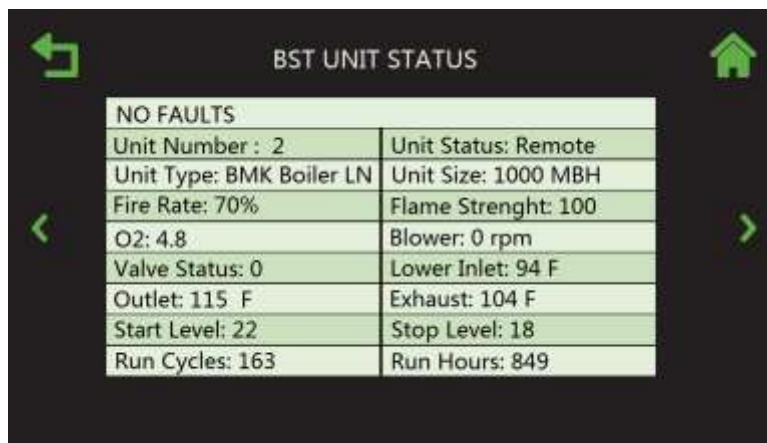 BST UNIT STATUS
NO FAULTS
Unit Number : 2
Unit Status: Remote
Unit Type: BMK Boiler LN
Unit Size: 1000 MBH
Fire Rate: 70%
Flame Strenght: 100
O2: 4.8
Blower: 0 rpm
Valve Status: 0
Lower Inlet: 94 F
Outlet: 115 F
Exhaust: 104 F
Start Level: 22
Stop Level: 18
Run Cycles: 163
Run Hours: 849